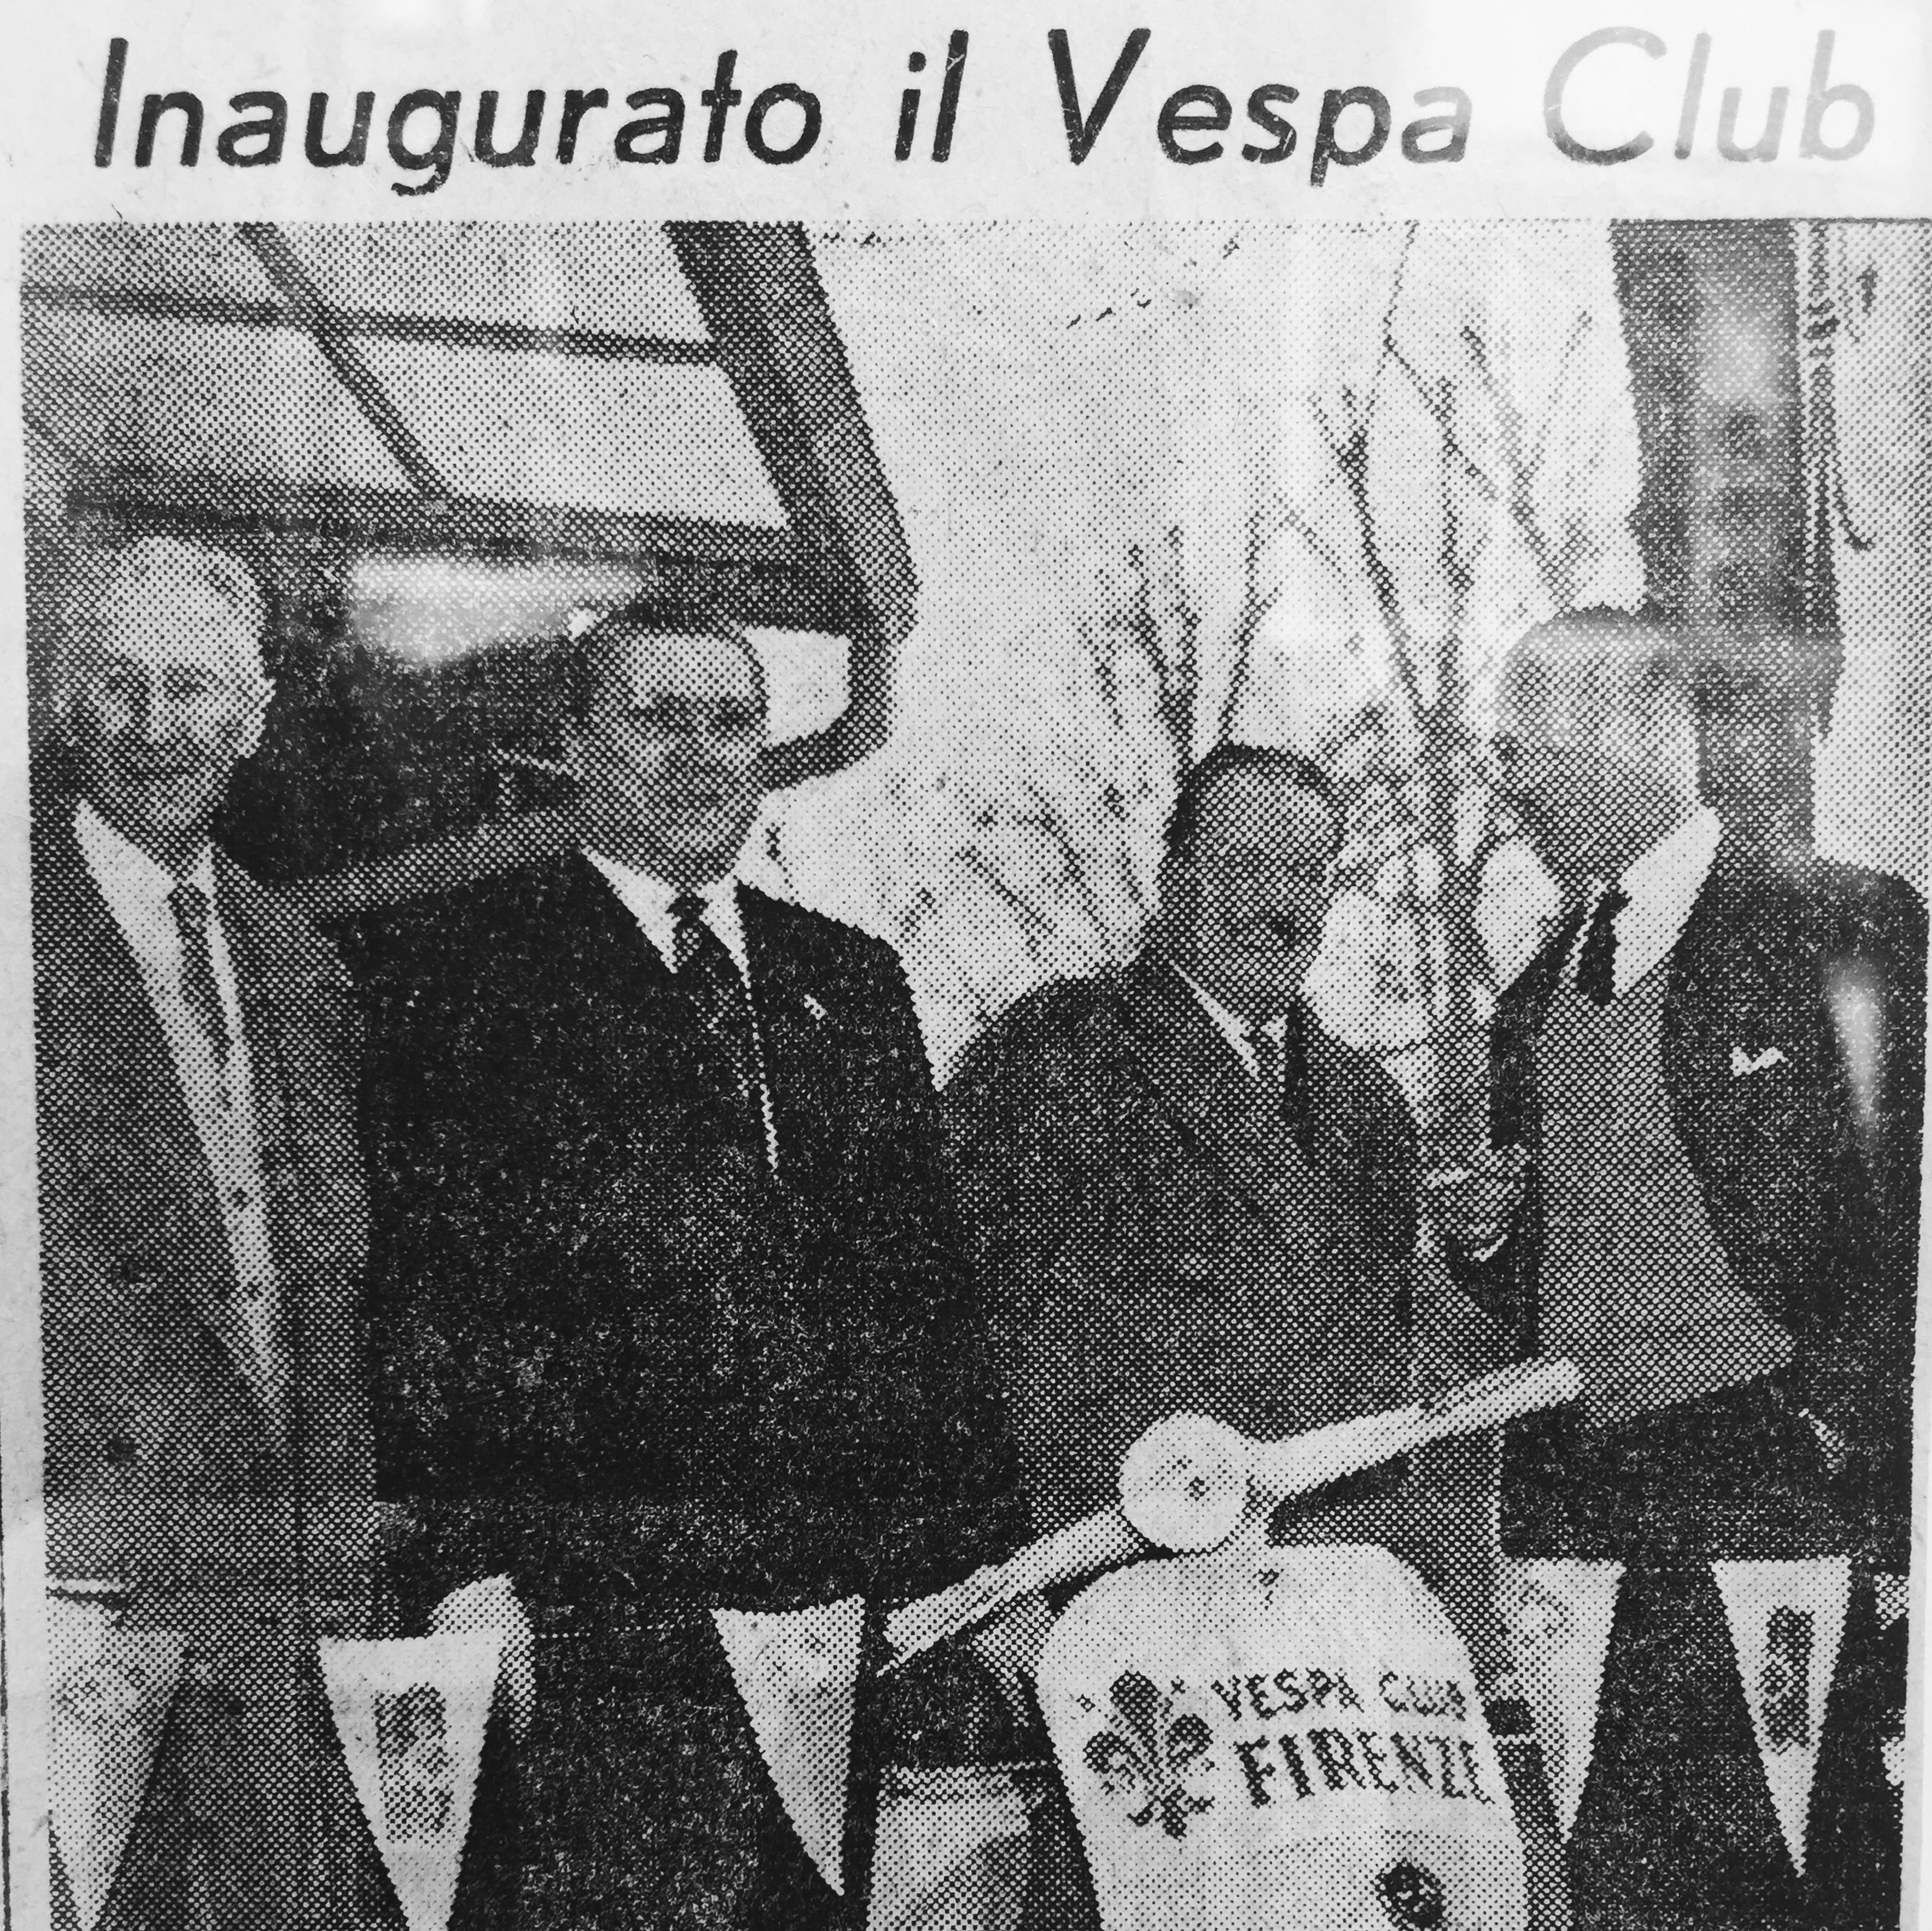 Inaugurato il Vespa Club
VESPA CLUB
FIRENZE